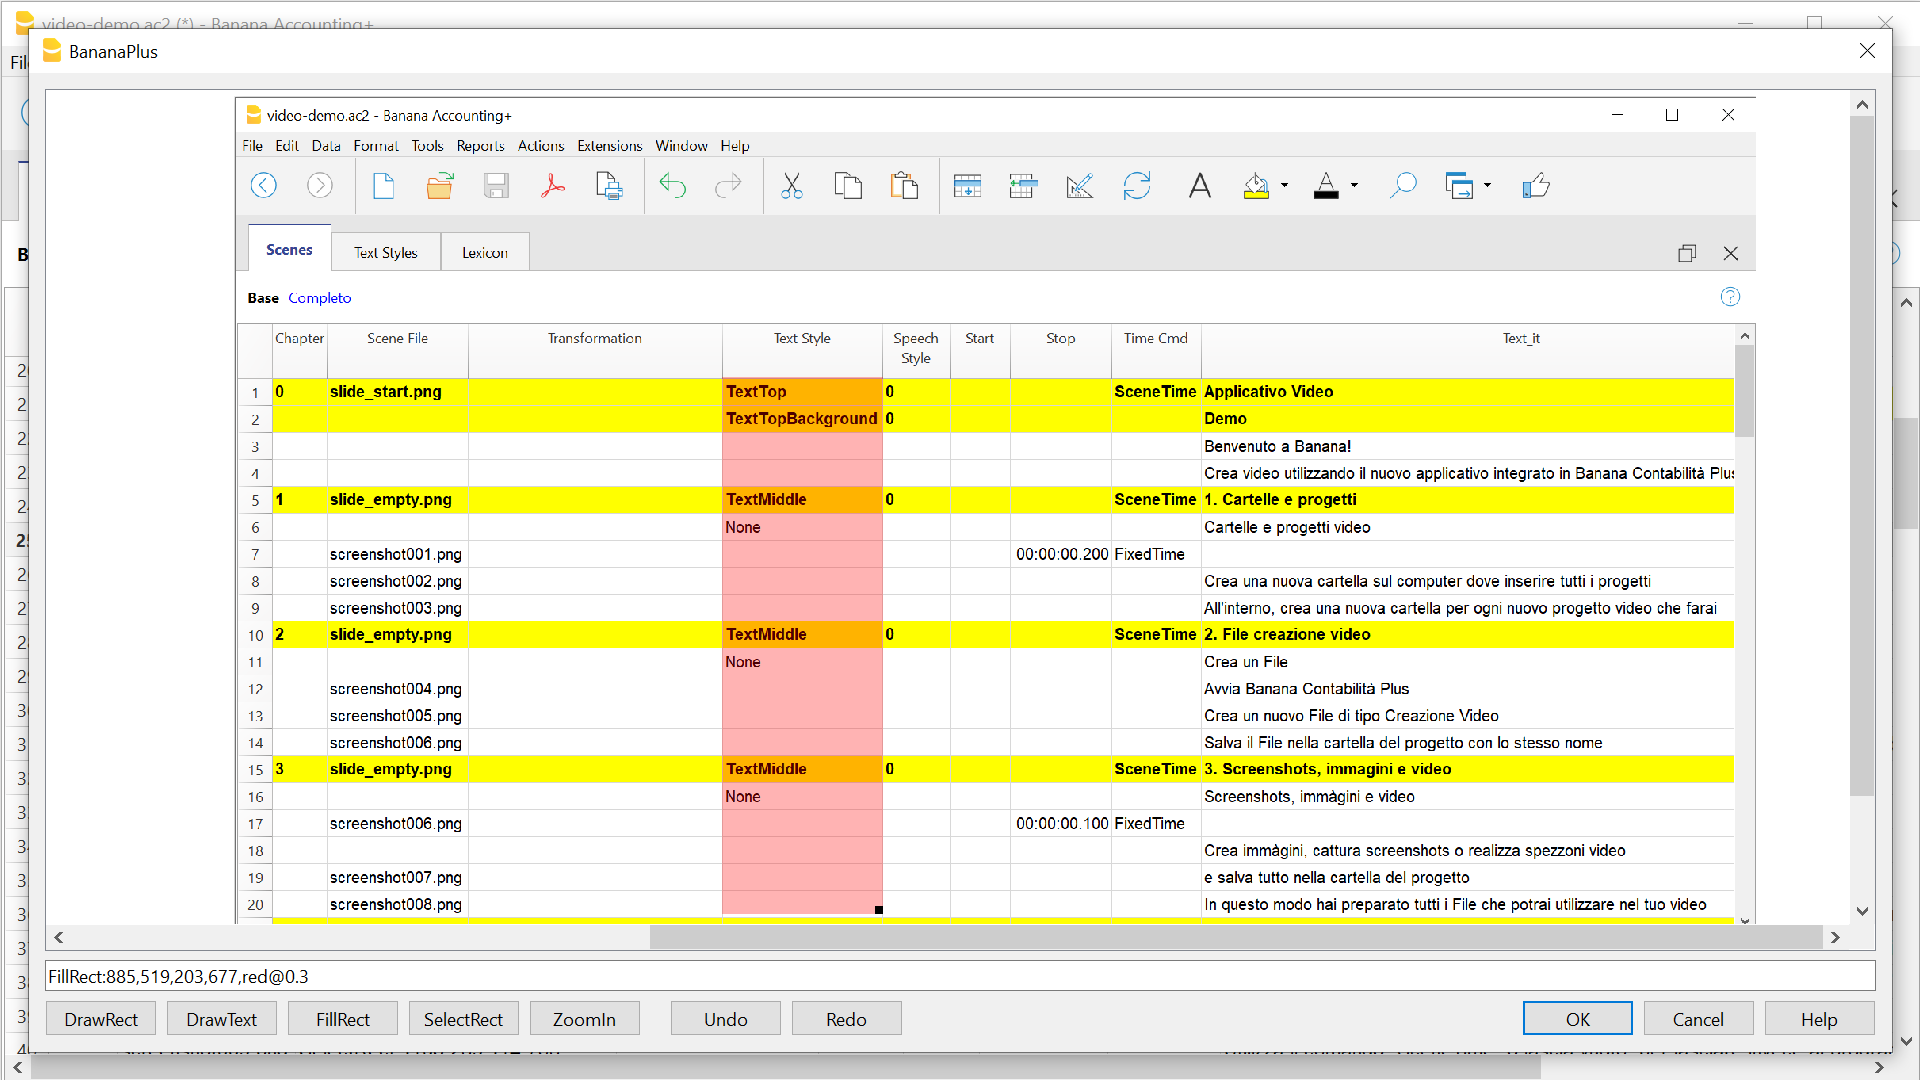 video-demo.ac2 (*) - Banana Accounting+
BananaPlus
video-demo.ac2 - Banana Accounting+
File Edit Data Format Tools Reports Actions Extensions Window Help
Scenes Text Styles Lexicon
Base Completo
Chapter Scene File Transformation Text Style Speech Style Start Stop Time Cmd Text_it
1 0 slide_start.png TextTop 0 SceneTime Applicativo Video
2 TextTopBackground 0 Demo
3 Benvenuto a Banana!
4 Crea video utilizzando il nuovo applicativo integrato in Banana Contabilità Plus
5 1 slide_empty.png TextMiddle 0 SceneTime 1. Cartelle e progetti
6 None Cartelle e progetti video
7 screenshot001.png 00:00:00.200 FixedTime
8 screenshot002.png Crea una nuova cartella sul computer dove inserire tutti i progetti
9 screenshot003.png All'interno, crea una nuova cartella per ogni nuovo progetto video che farai
10 2 slide_empty.png TextMiddle 0 SceneTime 2. File creazione video
11 None Crea un File
12 screenshot004.png Avvia Banana Contabilità Plus
13 screenshot005.png Crea un nuovo File di tipo Creazione Video
14 screenshot006.png Salva il File nella cartella del progetto con lo stesso nome
15 3 slide_empty.png TextMiddle 0 SceneTime 3. Screenshots, immagini e video
16 None Screenshots, immàgini e video
17 screenshot006.png 00:00:00.100 FixedTime
18 Crea immàgini, cattura screenshots o realizza spezzoni video
19 screenshot007.png e salva tutto nella cartella del progetto
20 screenshot008.png In questo modo hai preparato tutti i File che potrai utilizzare nel tuo video
FillRect:885,519,203,677,red@0.3
DrawRect DrawText FillRect SelectRect ZoomIn Undo Redo OK Cancel Help